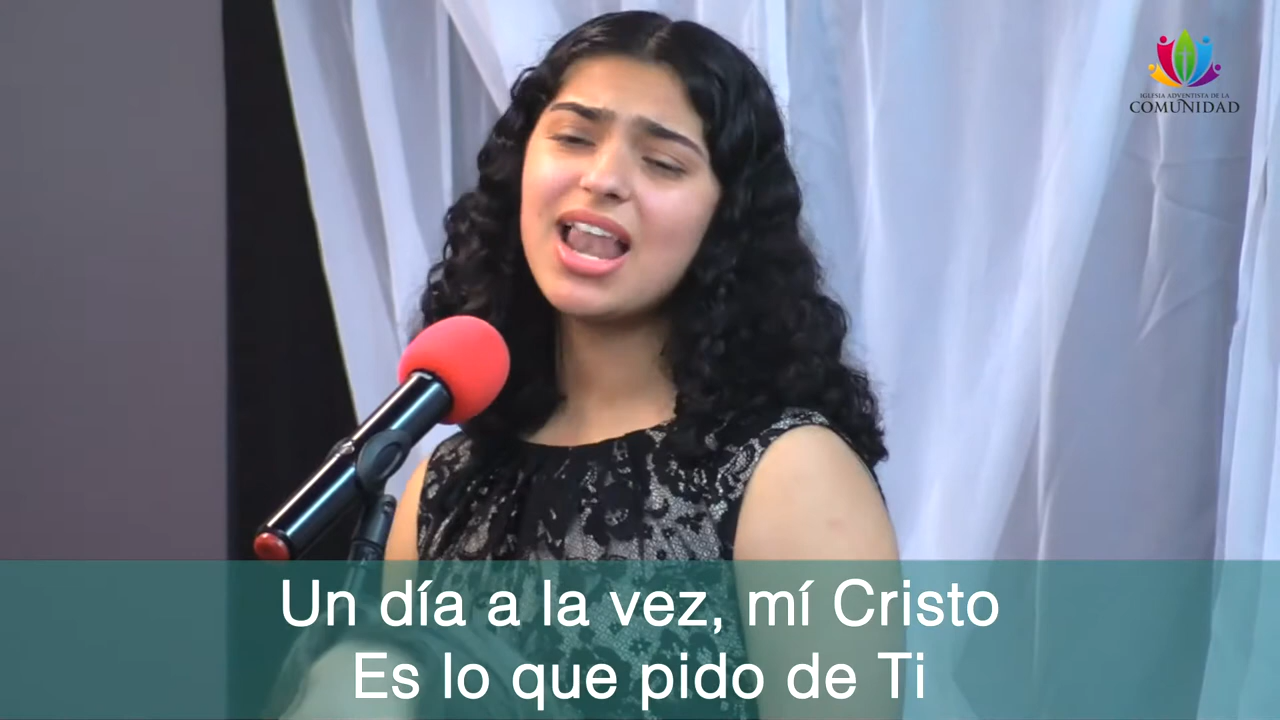 IGLESIA ADVENTISTA DE LA
COMUNIDAD
Un día a la vez, mí Cristo
Es lo que pido de Ti